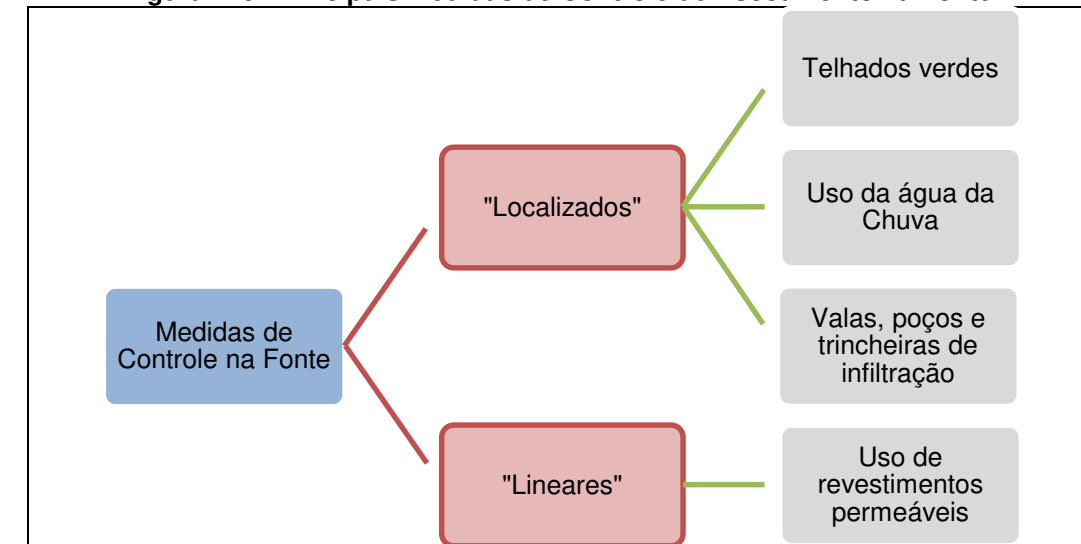 Telhados verdes
"Localizados"
Uso da água da
Chuva
Medidas de
Controle na Fonte
Valas, poços e
trincheiras de
infiltração
"Lineares"
Uso de
revestimentos
permeáveis